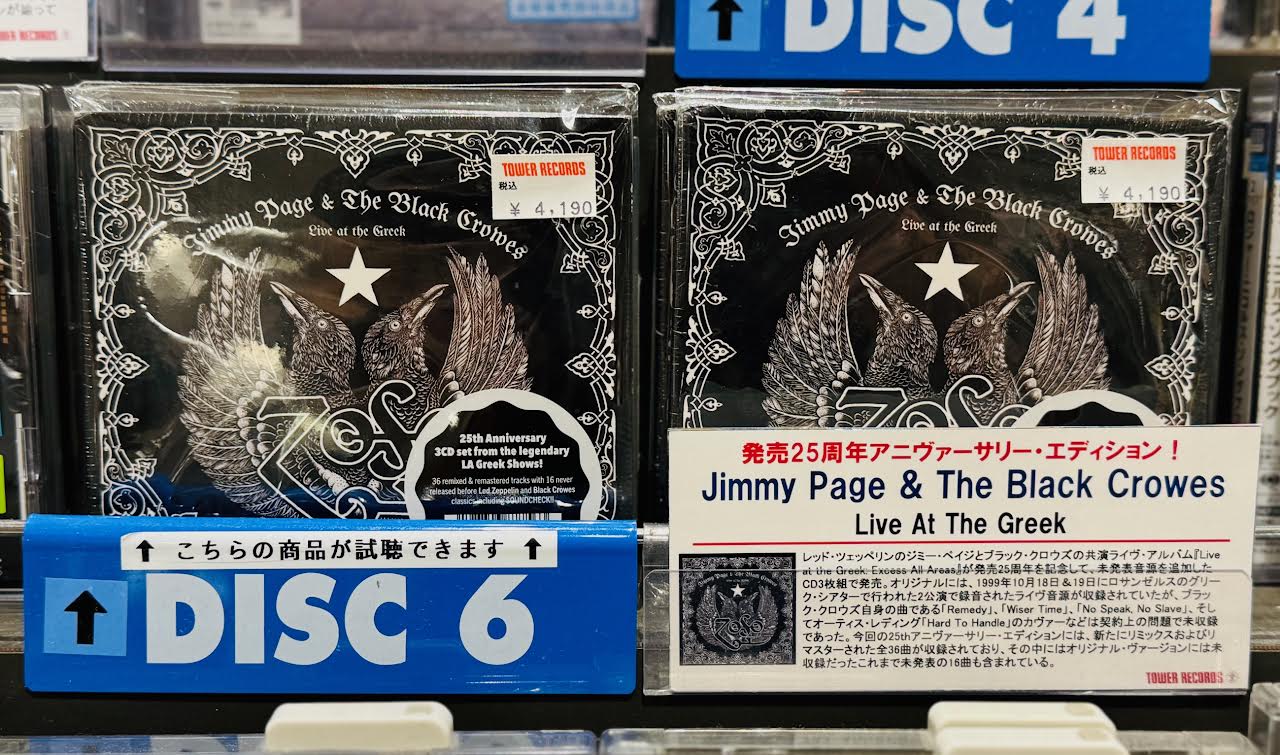 DISC 4
TOWER RECORDS
税込
¥ 4,190
Jimmy Page & The Black Crowes
Live at the Greek
ZoSo
25th Anniversary
3CD set from the legendary
LA Greek Shows!
36 remixed & remastered tracks with 16 never
released before Led Zeppelin and Black Crowes
classics including SOUNDCHECK!!
↑ こちらの商品が試聴できます ↑
DISC 6
TOWER RECORDS
税込
¥ 4,190
Jimmy Page & The Black Crowes
Live at the Greek
ZoSo
発売25周年アニヴァーサリー・エディション！
Jimmy Page & The Black Crowes
Live At The Greek
レッド・ツェッペリンのジミー・ペイジとブラック・クロウズの共演ライヴ・アルバム『Live
at the Greek: Excess All Areas』が発売25周年を記念して、未発表音源を追加した
CD3枚組で発売。オリジナルには、1999年10月18日&19日にロサンゼルスのグリー
ク・シアターで行われた2公演で録音されたライヴ音源が収録されていたが、ブラッ
ク・クロウズ自身の曲である「Remedy」、「Wiser Time」、「No Speak, No Slave」、そし
てオーティス・レディング「Hard To Handle」のカヴァーなどは契約上の問題で未収録
であった。今回の25thアニヴァーサリー・エディションには、新たにリミックスおよびリ
マスターされた全36曲が収録されており、その中にはオリジナル・ヴァージョンには未
収録だったこれまで未発表の16曲も含まれている。
TOWER RECORDS